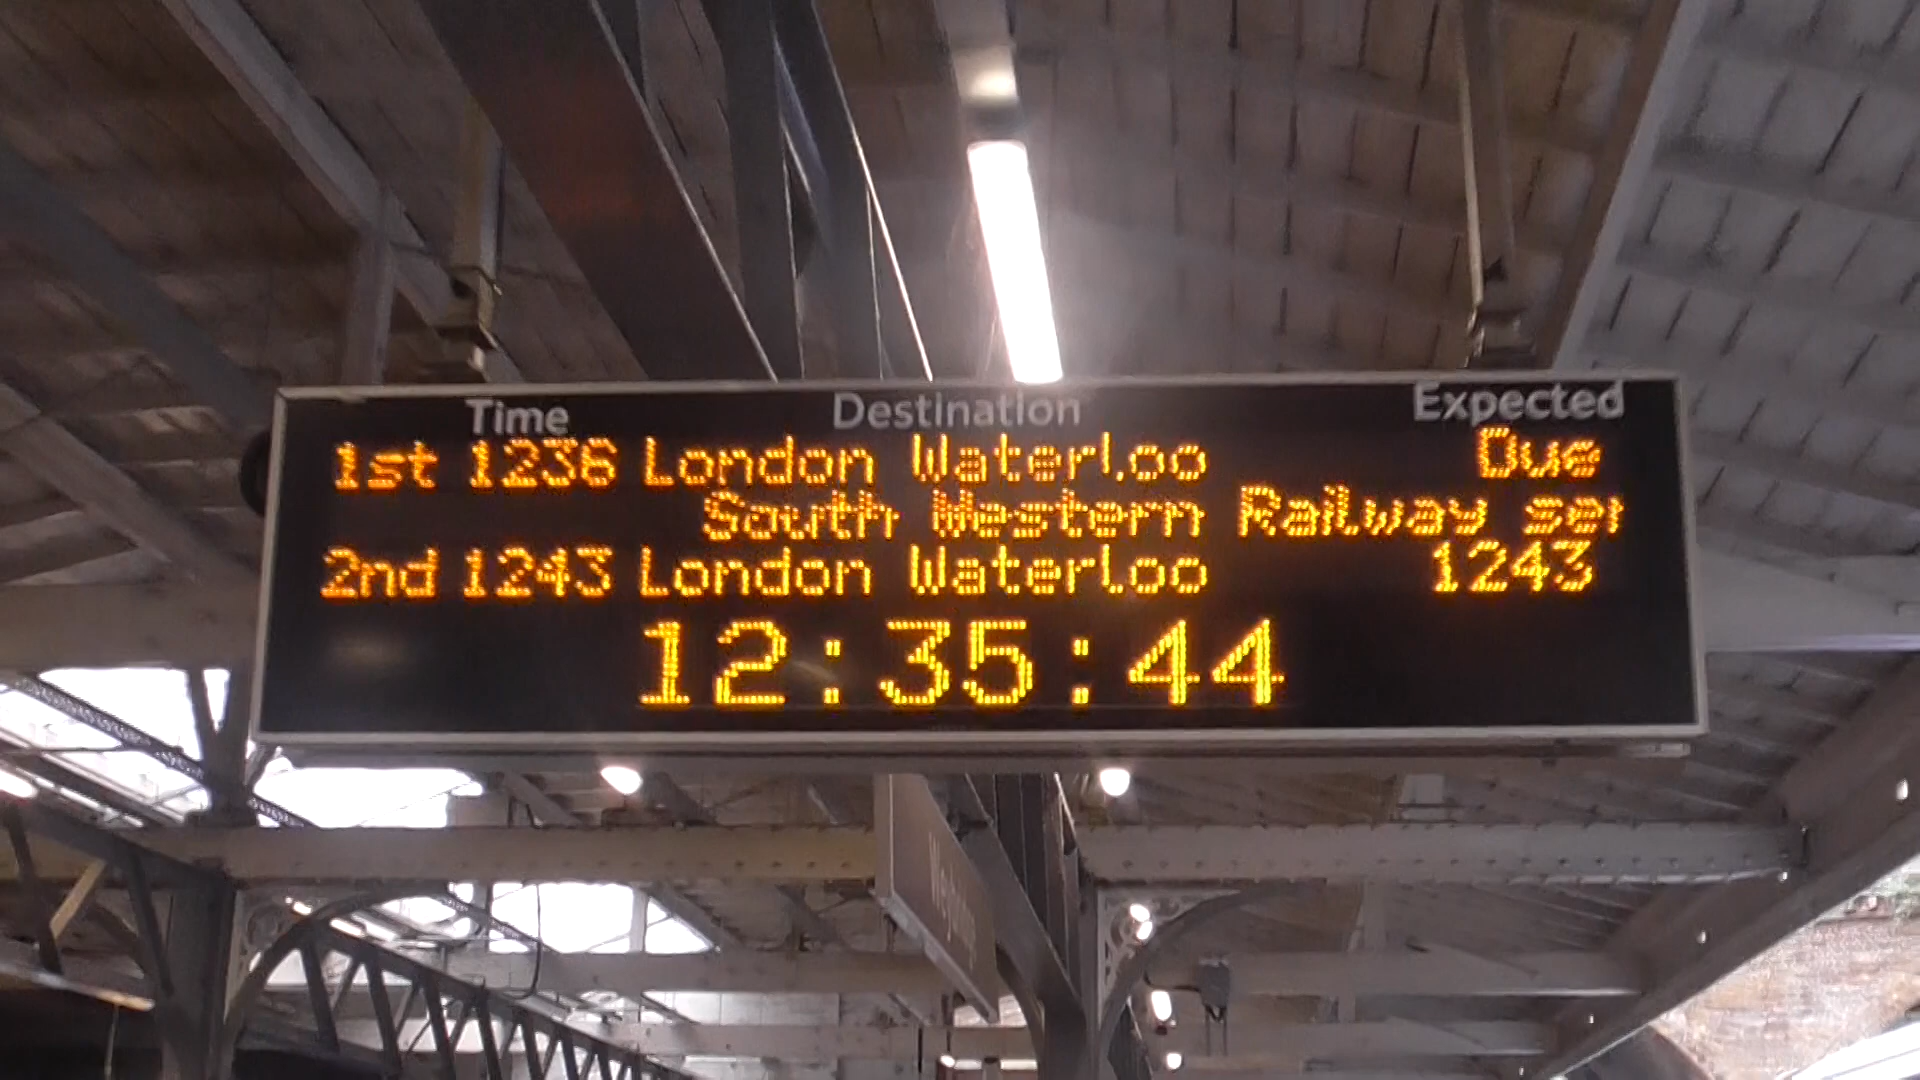 Time Destination Expected
1st 1236 London Waterloo Due
South Western Railway ser
2nd 1243 London Waterloo 1243
12:35:44
Weybridge